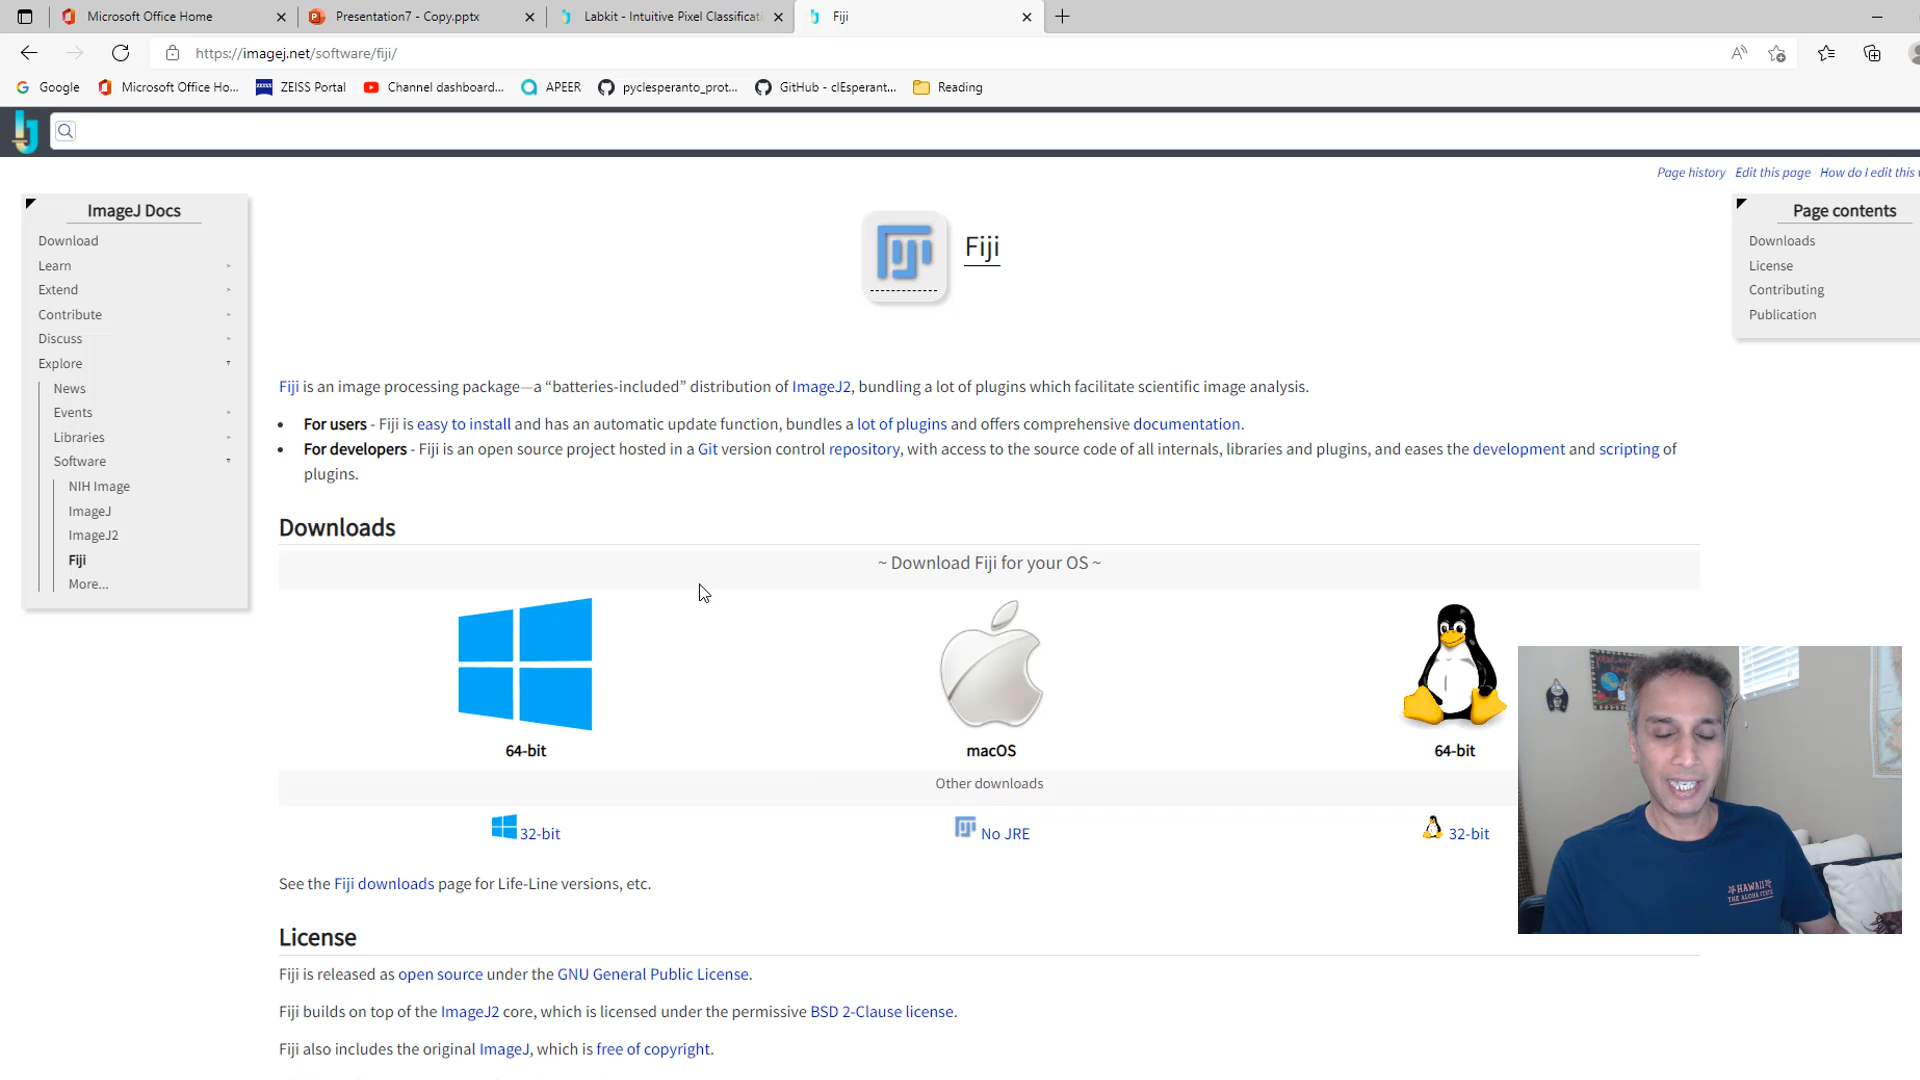 Microsoft Office Home
Presentation7 - Copy.pptx
Labkit - Intuitive Pixel Classificati
Fiji
https://imagej.net/software/fiji/
Google
Microsoft Office Ho...
ZEISS Portal
Channel dashboard...
APEER
pyclesperanto_prot...
GitHub - clEsperant...
Reading
Page history Edit this page How do I edit this
ImageJ Docs
Download
Learn
Extend
Contribute
Discuss
Explore
News
Events
Libraries
Software
NIH Image
ImageJ
ImageJ2
Fiji
More...
Fiji
Page contents
Downloads
License
Contributing
Publication
Fiji is an image processing package—a “batteries-included” distribution of ImageJ2, bundling a lot of plugins which facilitate scientific image analysis.
• For users - Fiji is easy to install and has an automatic update function, bundles a lot of plugins and offers comprehensive documentation.
• For developers - Fiji is an open source project hosted in a Git version control repository, with access to the source code of all internals, libraries and plugins, and eases the development and scripting of
plugins.
Downloads
~ Download Fiji for your OS ~
64-bit
macOS
64-bit
Other downloads
32-bit
No JRE
32-bit
See the Fiji downloads page for Life-Line versions, etc.
License
Fiji is released as open source under the GNU General Public License.
Fiji builds on top of the ImageJ2 core, which is licensed under the permissive BSD 2-Clause license.
Fiji also includes the original ImageJ, which is free of copyright.
HAWAII
THE ALOHA STATE